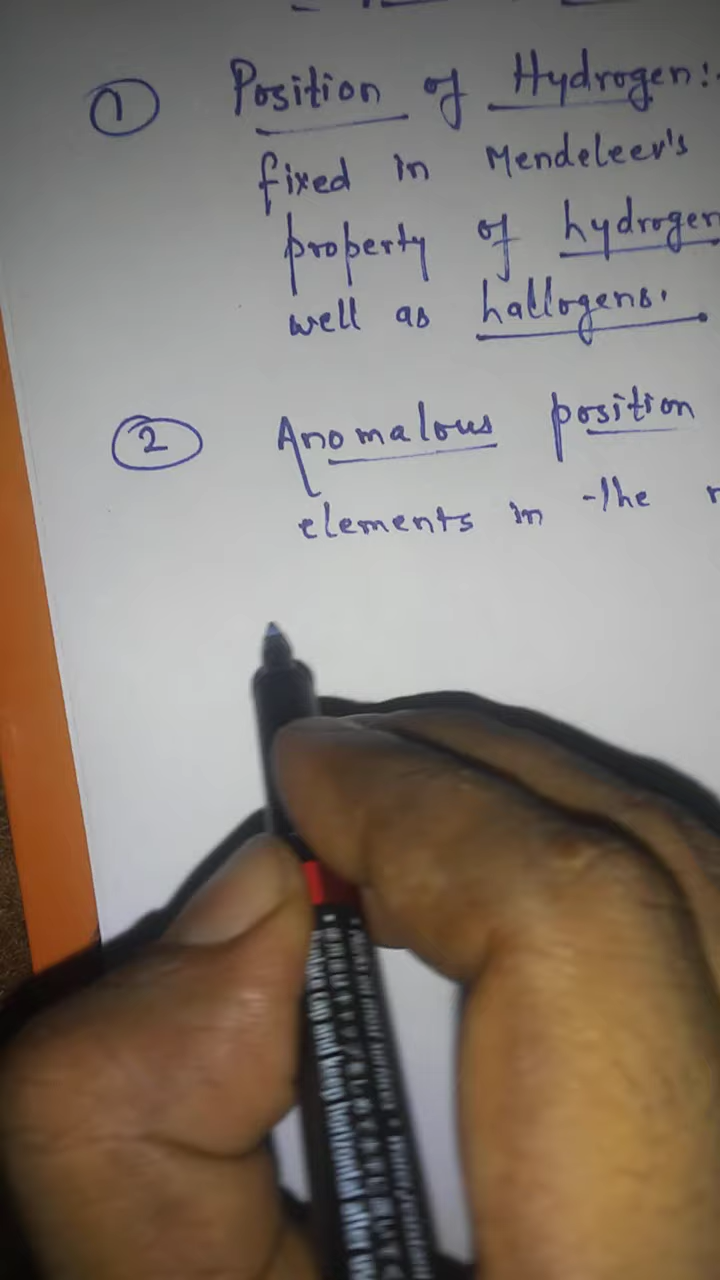 ① Position of Hydrogen:-
fixed in Mendeleev's
property of hydrogen
well as hallogens.
② Anomalous position
elements in the